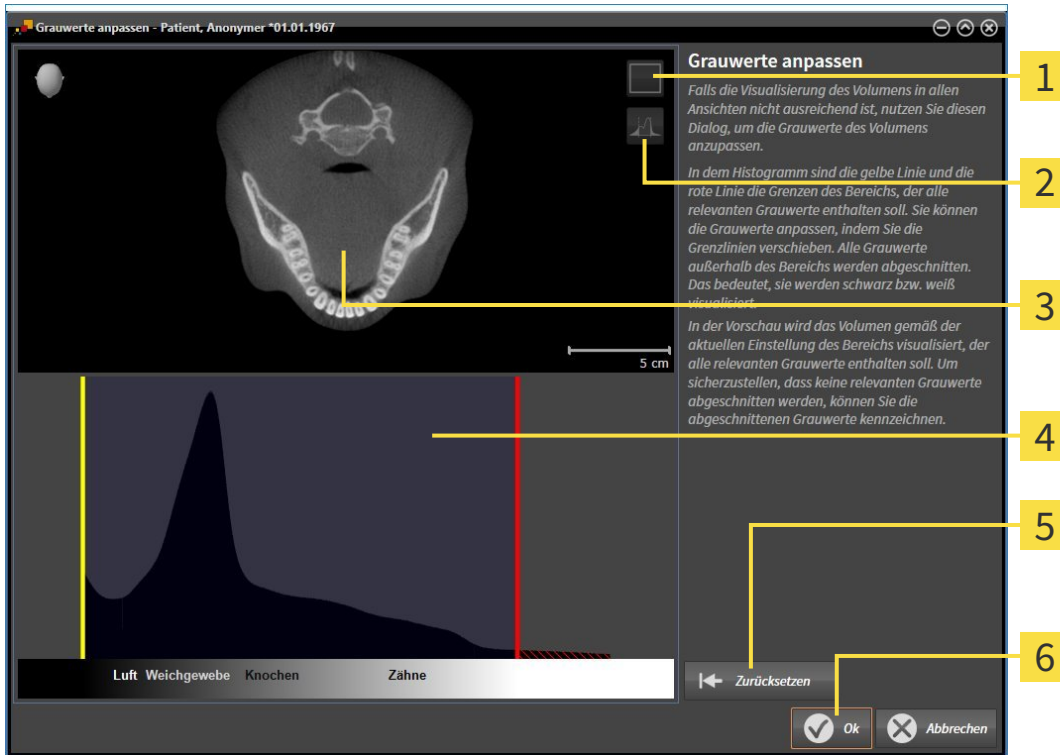 Grauwerte anpassen - Patient, Anonymer *01.01.1967
5 cm
Luft Weichgewebe Knochen Zähne
Grauwerte anpassen
Falls die Visualisierung des Volumens in allen
Ansichten nicht ausreichend ist, nutzen Sie diesen
Dialog, um die Grauwerte des Volumens
anzupassen.
In dem Histogramm sind die gelbe Linie und die
rote Linie die Grenzen des Bereichs, der alle
relevanten Grauwerte enthalten soll. Sie können
die Grauwerte anpassen, indem Sie die
Grenzlinien verschieben. Alle Grauwerte
außerhalb des Bereichs werden abgeschnitten.
Das bedeutet, sie werden schwarz bzw. weiß
visualisiert.
In der Vorschau wird das Volumen gemäß der
aktuellen Einstellung des Bereichs visualisiert, der
alle relevanten Grauwerte enthalten soll. Um
sicherzustellen, dass keine relevanten Grauwerte
abgeschnitten werden, können Sie die
abgeschnittenen Grauwerte kennzeichnen.
Zurücksetzen
Ok Abbrechen
1
2
3
4
5
6